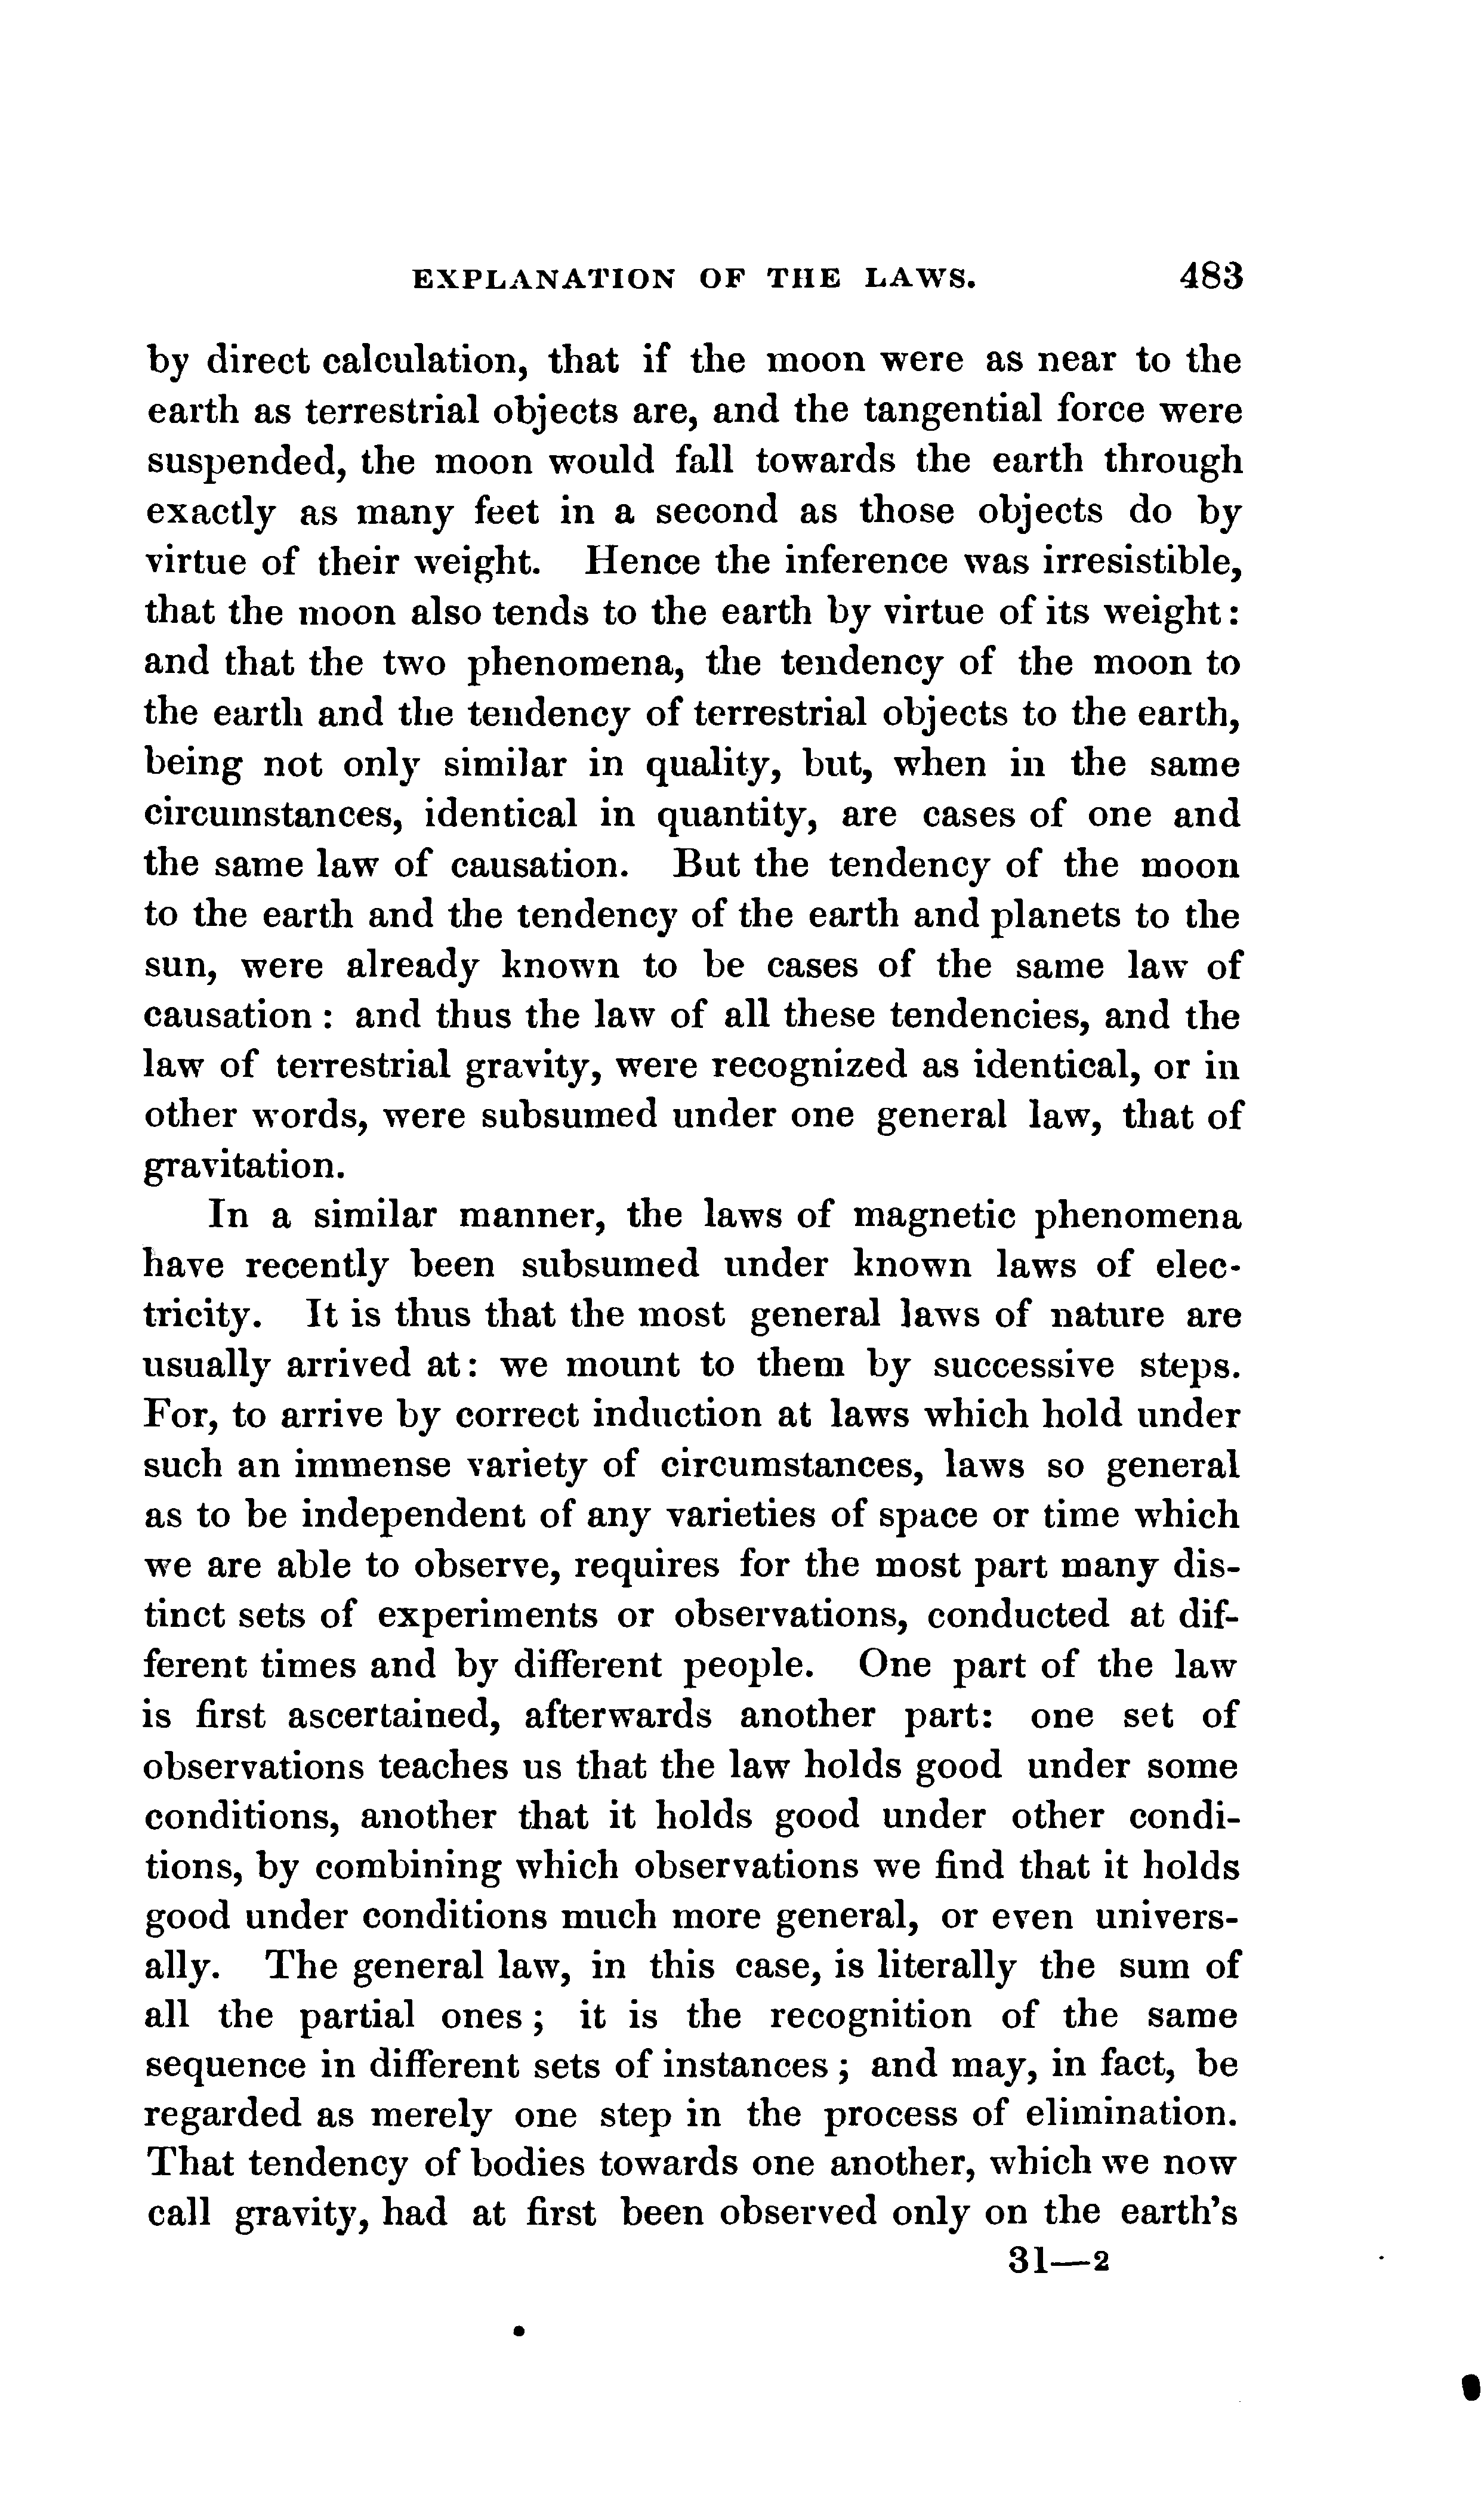 EXPLANATION OF THE LAWS. 483
by direct calculation, that if the moon were as near to the
earth as terrestrial objects are, and the tangential force were
suspended, the moon would fall towards the earth through
exactly as many feet in a second as those objects do by
virtue of their weight. Hence the inference was irresistible,
that the moon also tends to the earth by virtue of its weight:
and that the two phenomena, the tendency of the moon to
the earth and the tendency of terrestrial objects to the earth,
being not only similar in quality, but, when in the same
circumstances, identical in quantity, are cases of one and
the same law of causation. But the tendency of the moon
to the earth and the tendency of the earth and planets to the
sun, were already known to be cases of the same law of
causation : and thus the law of all these tendencies, and the
law of terrestrial gravity, were recognized as identical, or in
other words, were subsumed under one general law, that of
gravitation.
In a similar manner, the laws of magnetic phenomena
have recently been subsumed under known laws of elec-
tricity. It is thus that the most general laws of nature are
usually arrived at: we mount to them by successive steps.
For, to arrive by correct induction at laws which hold under
such an immense variety of circumstances, laws so general
as to be independent of any varieties of space or time which
we are able to observe, requires for the most part many dis-
tinct sets of experiments or observations, conducted at dif-
ferent times and by different people. One part of the law
is first ascertained, afterwards another part: one set of
observations teaches us that the law holds good under some
conditions, another that it holds good under other condi-
tions, by combining which observations we find that it holds
good under conditions much more general, or even univers-
ally. The general law, in this case, is literally the sum of
all the partial ones ; it is the recognition of the same
sequence in different sets of instances ; and may, in fact, be
regarded as merely one step in the process of elimination.
That tendency of bodies towards one another, which we now
call gravity, had at first been observed only on the earth's
31—2